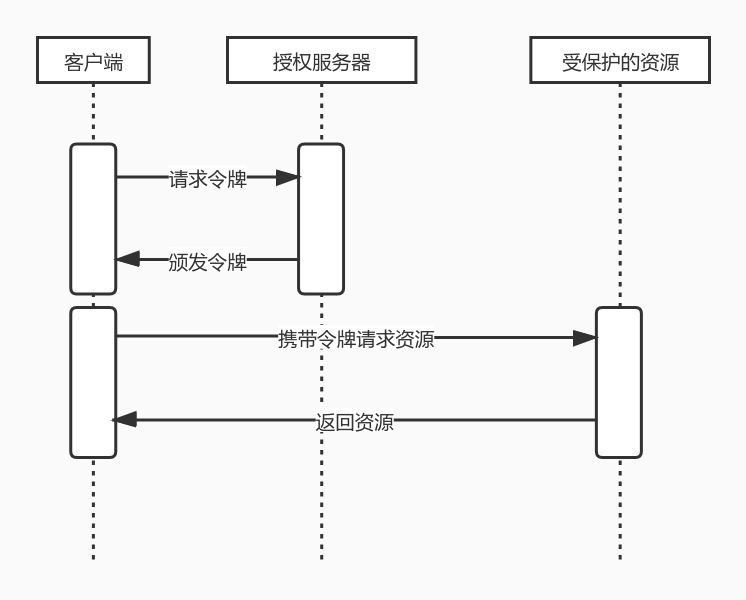 客户端
授权服务器
受保护的资源
请求令牌
颁发令牌
携带令牌请求资源
返回资源